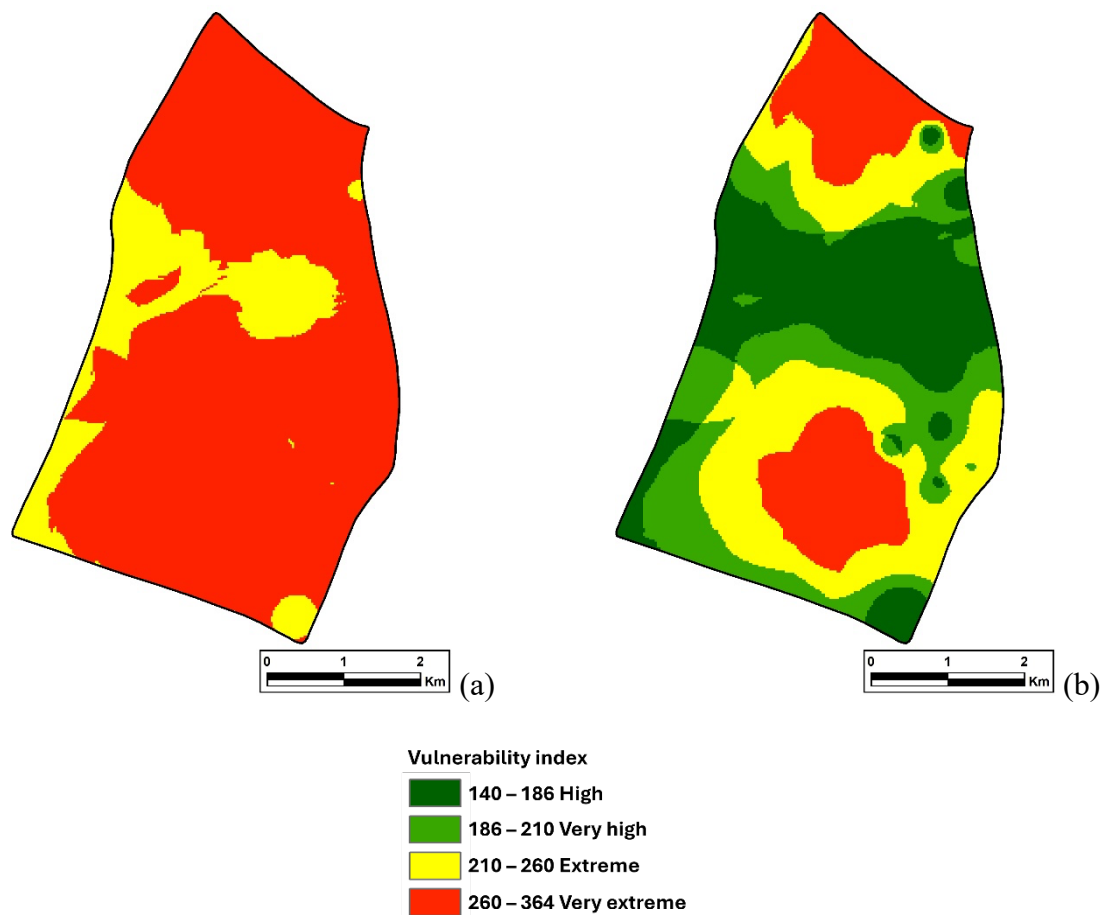 0 1 2
Km
(a)
0 1 2
Km
(b)
Vulnerability index
140 – 186 High
186 – 210 Very high
210 – 260 Extreme
260 – 364 Very extreme